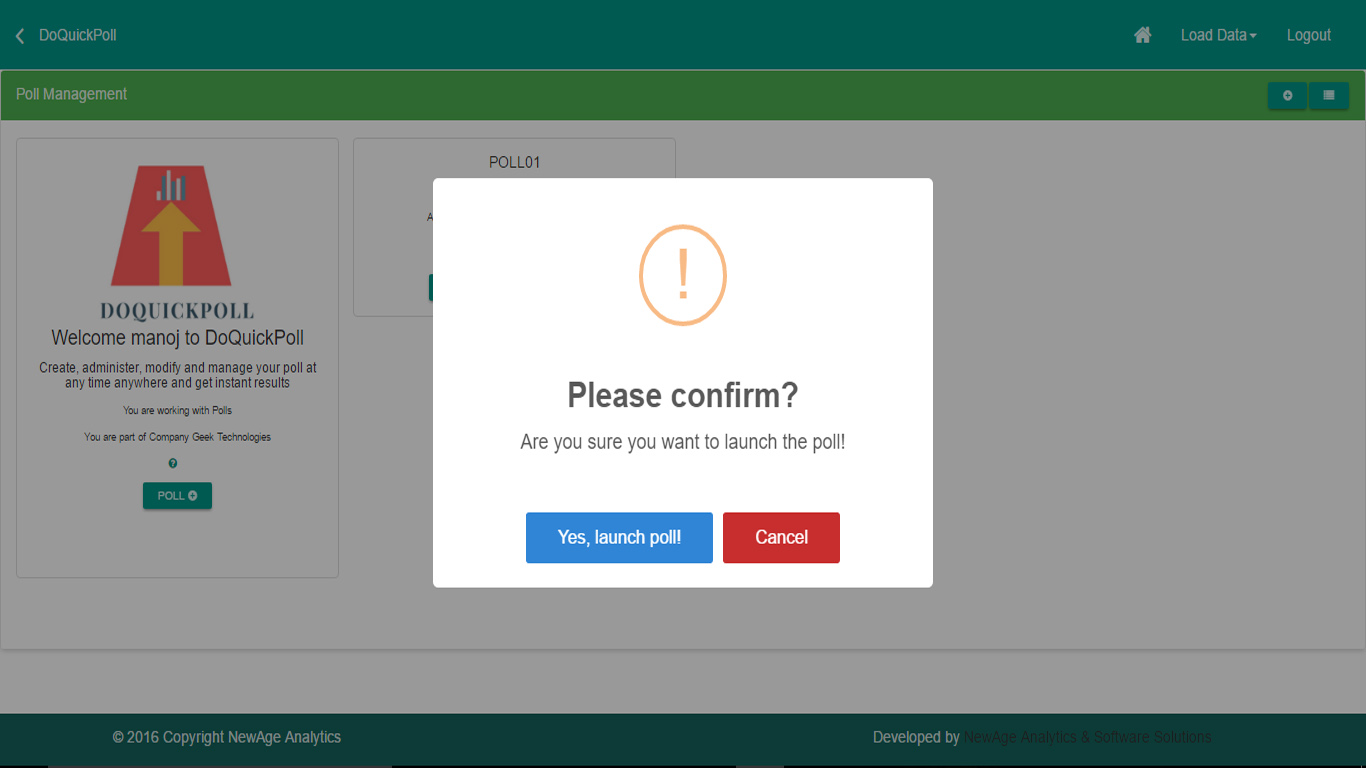 DoQuickPoll
Load Data
Logout
Poll Management
POLL01
A
!
DOQUICKPOLL
Welcome manoj to DoQuickPoll
Create, administer, modify and manage your poll at
any time anywhere and get instant results
You are working with Polls
You are part of Company Geek Technologies
POLL
Please confirm?
Are you sure you want to launch the poll!
Yes, launch poll!
Cancel
© 2016 Copyright NewAge Analytics
Developed by NewAge Analytics & Software Solutions